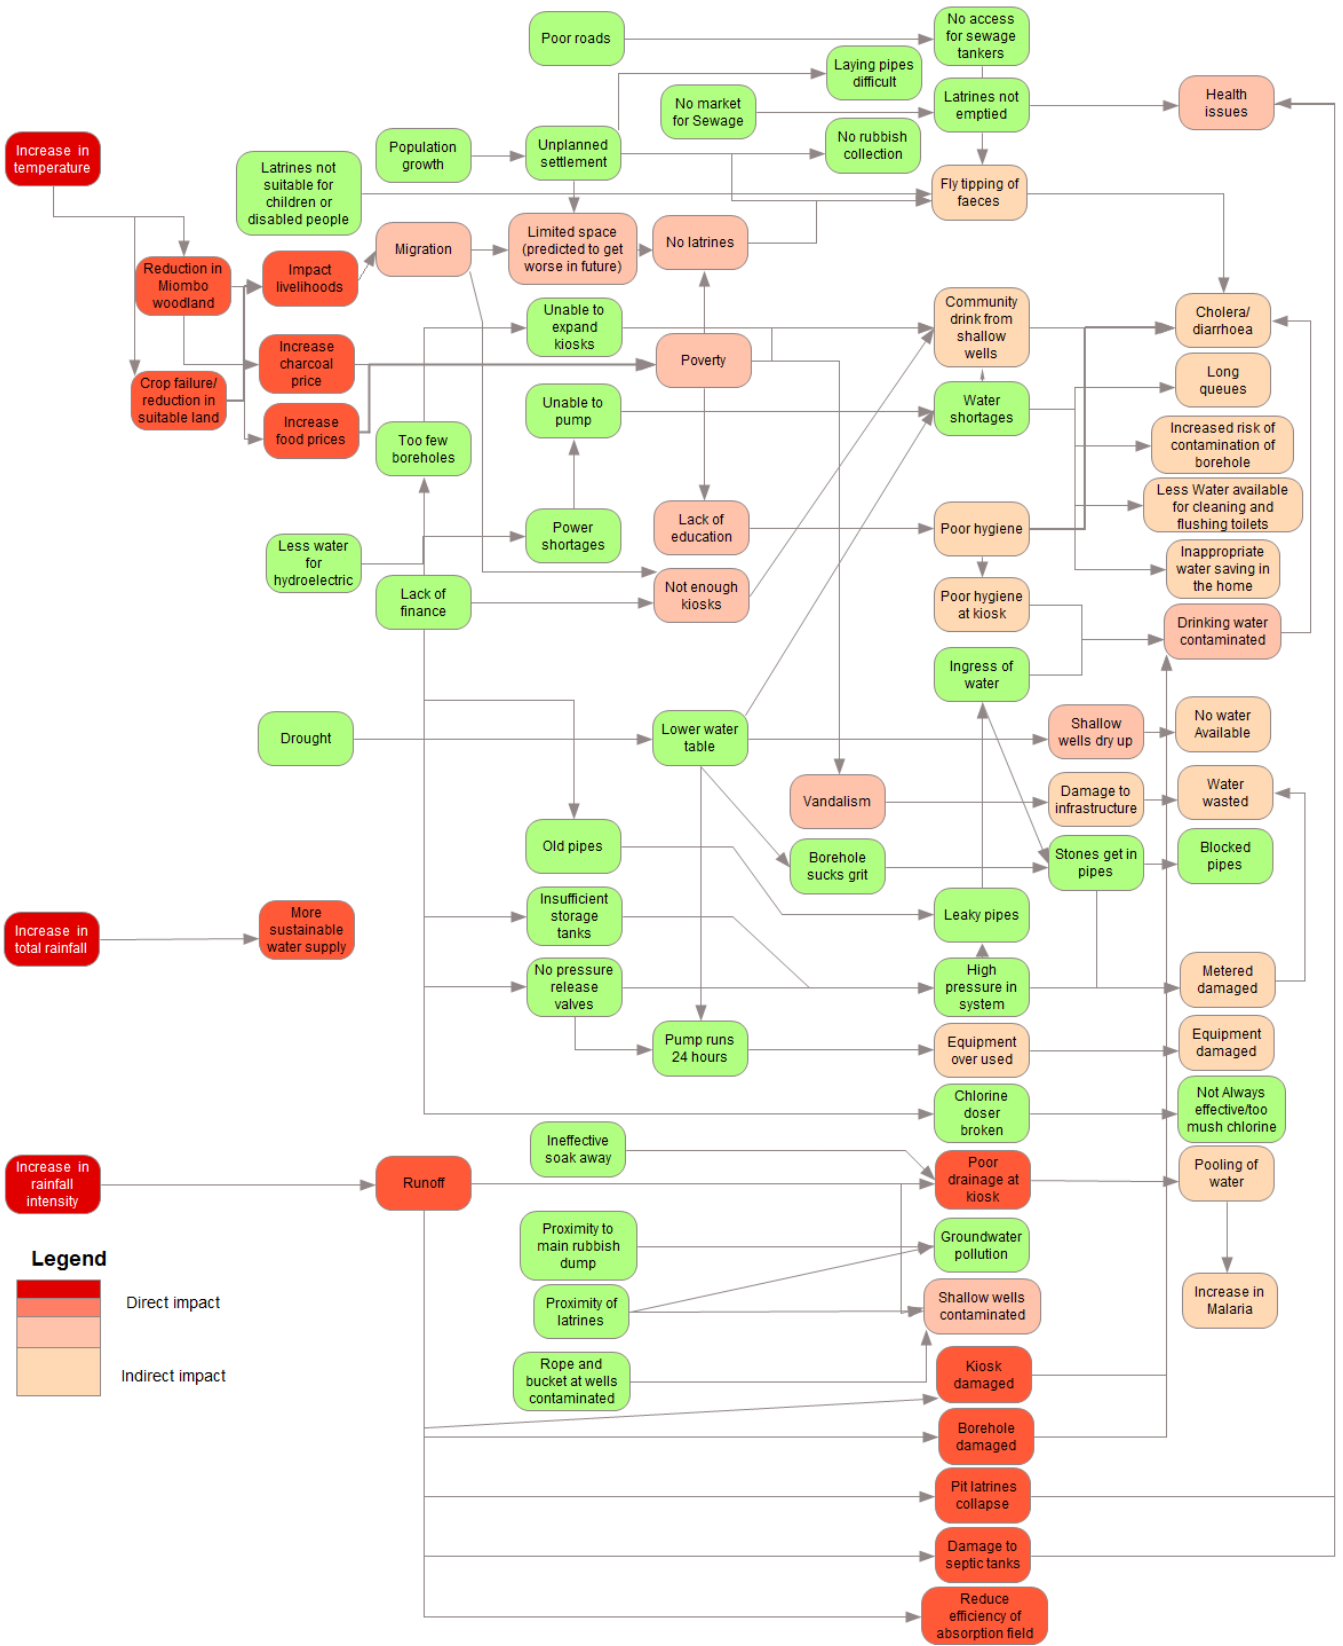 Poor roads
No access
for sewage
tankers
Laying pipes
difficult
No market
for Sewage
Latrines not
emptied
Health
issues
Increase  in
temperature
Population
growth
Unplanned
settlement
No rubbish
collection
Latrines not
suitable for
children or
disabled people
Fly tipping of
faeces
Migration
Limited space
(predicted to get
worse in future)
No latrines
Reduction in
Miombo
woodland
Impact
livelihoods
Unable to
expand
kiosks
Community
drink from
shallow
wells
Cholera/
diarrhoea
Increase
charcoal
price
Poverty
Long
queues
Crop failure/
reduction in
suitable land
Increase
food prices
Unable to
pump
Water
shortages
Too few
boreholes
Increased risk of
contamination of
borehole
Less Water available
for cleaning and
flushing toilets
Power
shortages
Lack of
education
Poor hygiene
Less water
for
hydroelectric
Inappropriate
water saving in
the home
Lack of
finance
Not enough
kiosks
Poor hygiene
at kiosk
Drinking water
contaminated
Ingress of
water
Drought
Lower water
table
Shallow
wells dry up
No water
Available
Vandalism
Damage to
infrastructure
Water
wasted
Old pipes
Borehole
sucks grit
Stones get in
pipes
Blocked
pipes
Increase  in
total rainfall
More
sustainable
water supply
Insufficient
storage
tanks
Leaky pipes
No pressure
release
valves
High
pressure in
system
Metered
damaged
Pump runs
24 hours
Equipment
over used
Equipment
damaged
Chlorine
doser
broken
Not Always
effective/too
mush chlorine
Ineffective
soak away
Increase  in
rainfall
intensity
Runoff
Poor
drainage at
kiosk
Pooling of
water
Proximity to
main rubbish
dump
Groundwater
pollution
Legend
Direct impact
Indirect impact
Proximity of
latrines
Shallow wells
contaminated
Increase in
Malaria
Rope and
bucket at wells
contaminated
Kiosk
damaged
Borehole
damaged
Pit latrines
collapse
Damage to
septic tanks
Reduce
efficiency of
absorption field